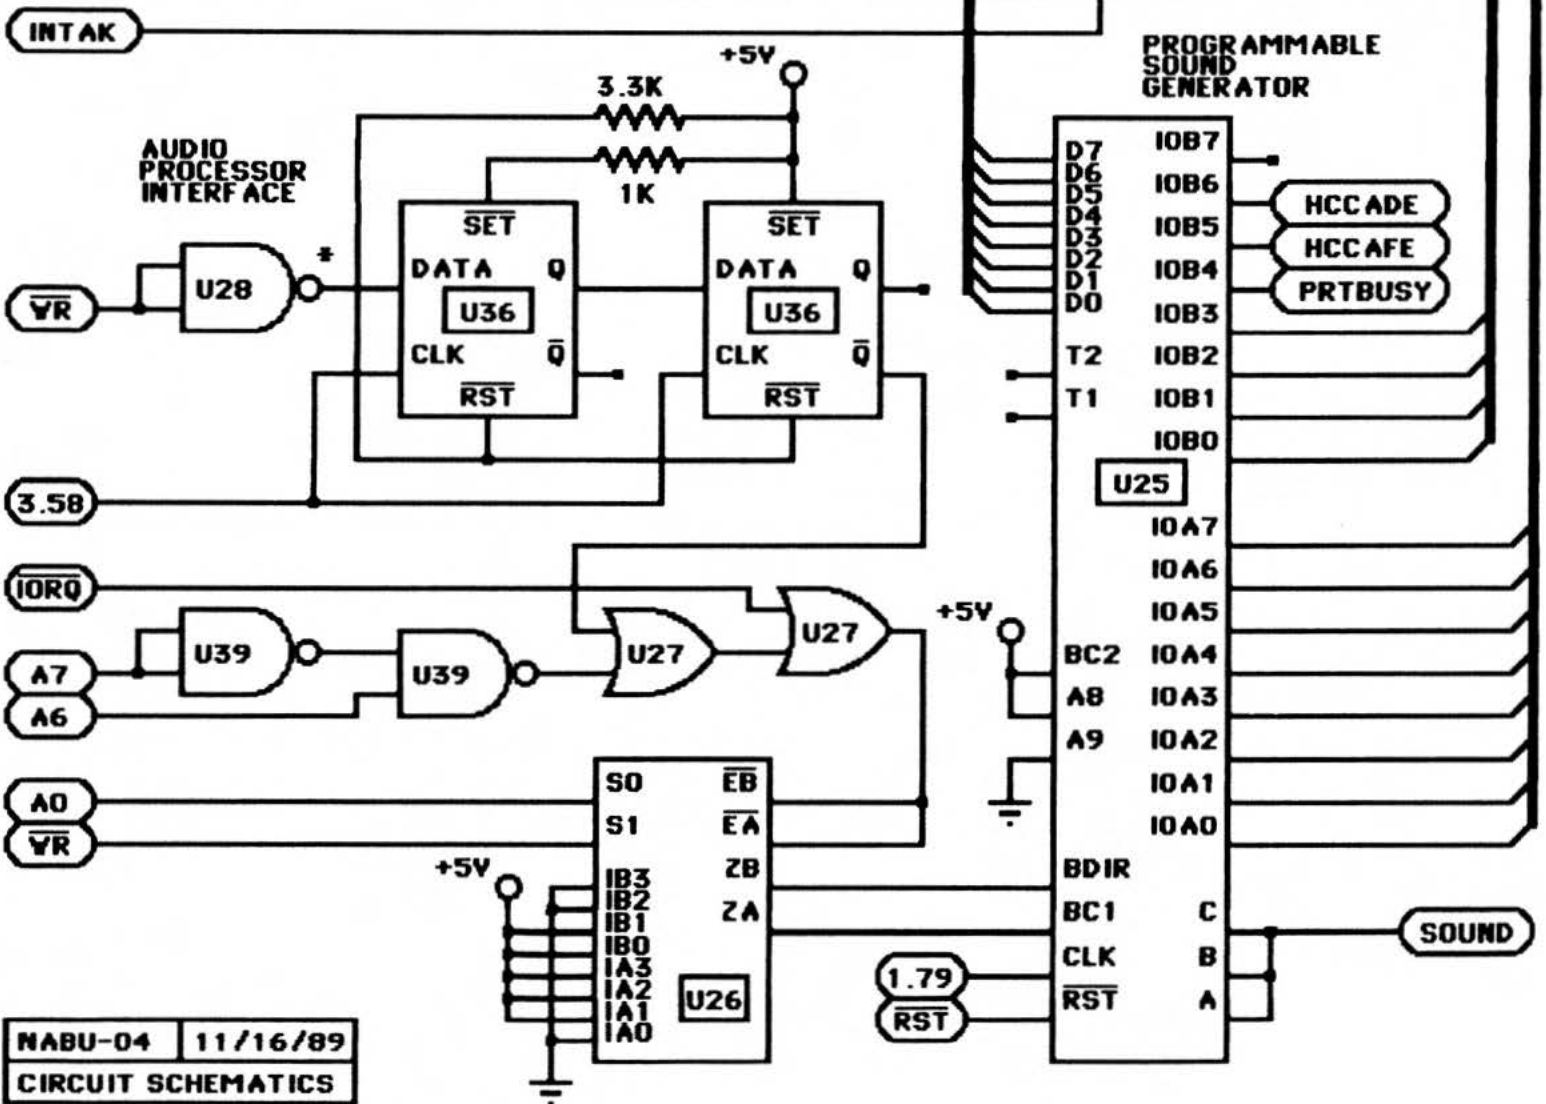 INTAK
+5V
PROGRAMMABLE
SOUND
GENERATOR
3.3K
1K
AUDIO
PROCESSOR
INTERFACE
*
WR
U28
SET
DATA
Q
U36
CLK
Q
RST
SET
DATA
Q
U36
CLK
Q
RST
3.58
IORQ
A7
A6
U39
U39
U27
U27
A0
WR
S0
S1
IB3
IB2
IB1
IB0
IA3
IA2
IA1
IA0
EB
EA
ZB
ZA
U26
+5V
+5V
D7
D6
D5
D4
D3
D2
D1
D0
T2
T1
U25
BC2
A8
A9
BDIR
BC1
CLK
RST
IOB7
IOB6
IOB5
IOB4
IOB3
IOB2
IOB1
IOB0
IOA7
IOA6
IOA5
IOA4
IOA3
IOA2
IOA1
IOA0
C
B
A
HCCADE
HCCAFE
PRTBUSY
SOUND
1.79
RST
NABU-04 11/16/89
CIRCUIT SCHEMATICS